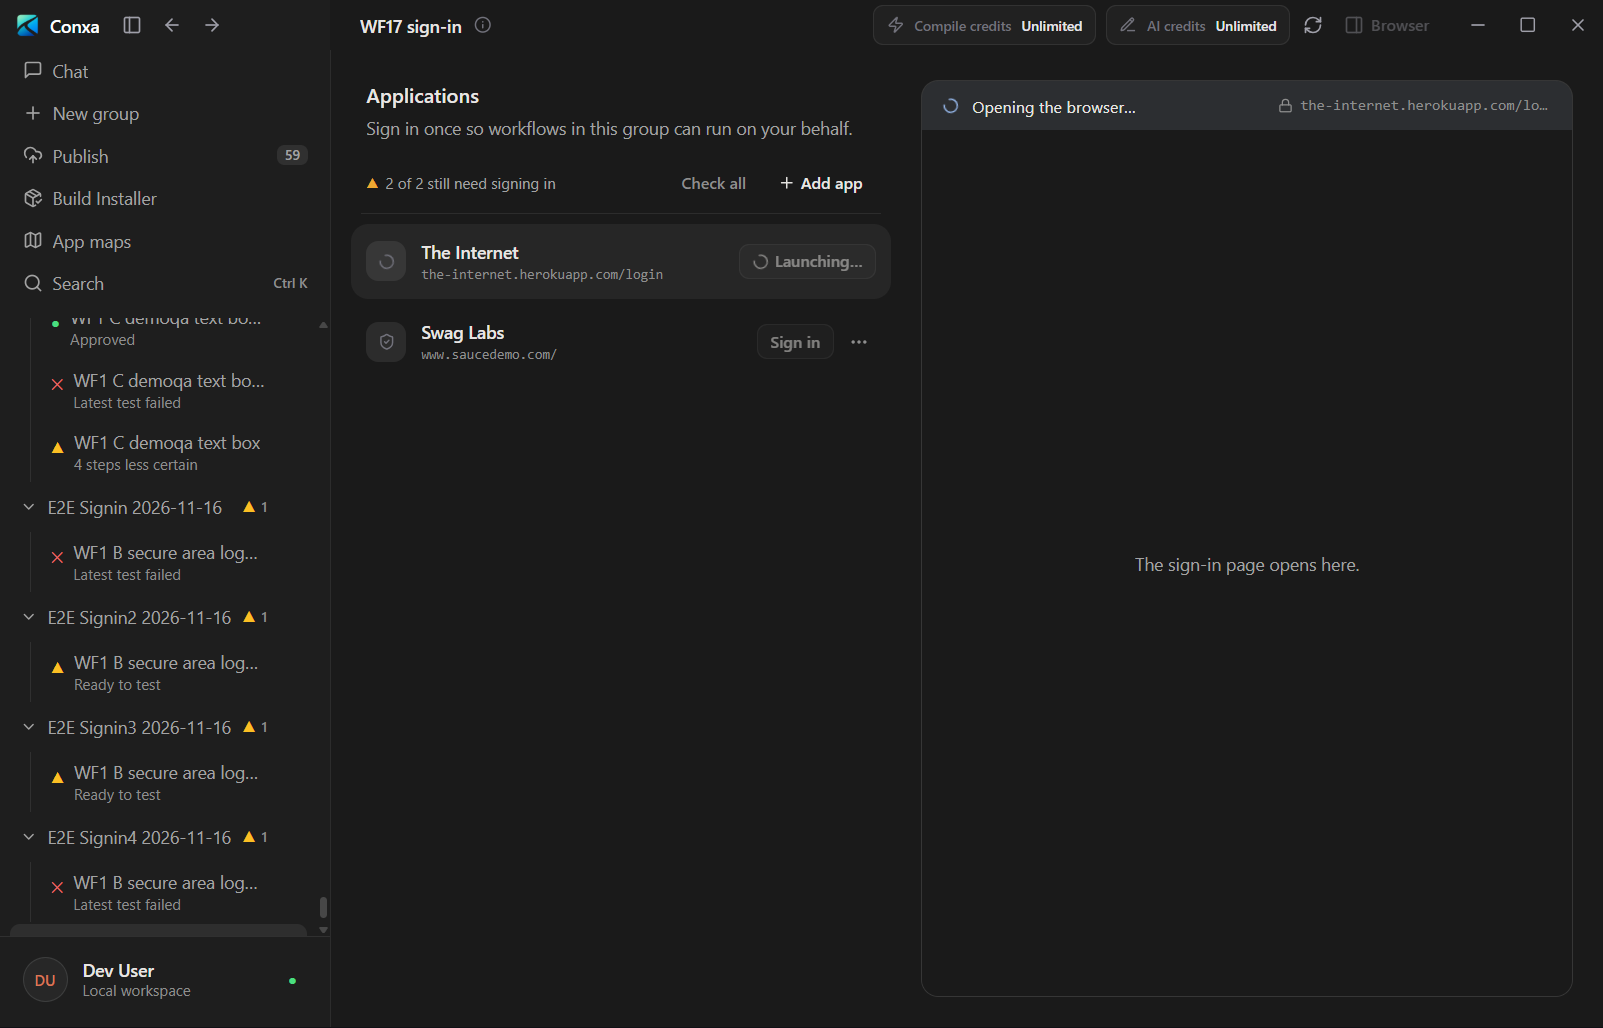 Conxa
WF17 sign-in
Compile credits Unlimited
AI credits Unlimited
Browser
Chat
New group
Publish 59
Build Installer
App maps
Search Ctrl K
WF1 C demoqa text bo...
Approved
WF1 C demoqa text bo...
Latest test failed
WF1 C demoqa text box
4 steps less certain
E2E Signin 2026-11-16 1
WF1 B secure area log...
Latest test failed
E2E Signin2 2026-11-16 1
WF1 B secure area log...
Ready to test
E2E Signin3 2026-11-16 1
WF1 B secure area log...
Ready to test
E2E Signin4 2026-11-16 1
WF1 B secure area log...
Latest test failed
DU
Dev User
Local workspace
Applications
Sign in once so workflows in this group can run on your behalf.
2 of 2 still need signing in
Check all
+ Add app
The Internet
the-internet.herokuapp.com/login
Launching...
Swag Labs
www.saucedemo.com/
Sign in
Opening the browser...
the-internet.herokuapp.com/lo...
The sign-in page opens here.